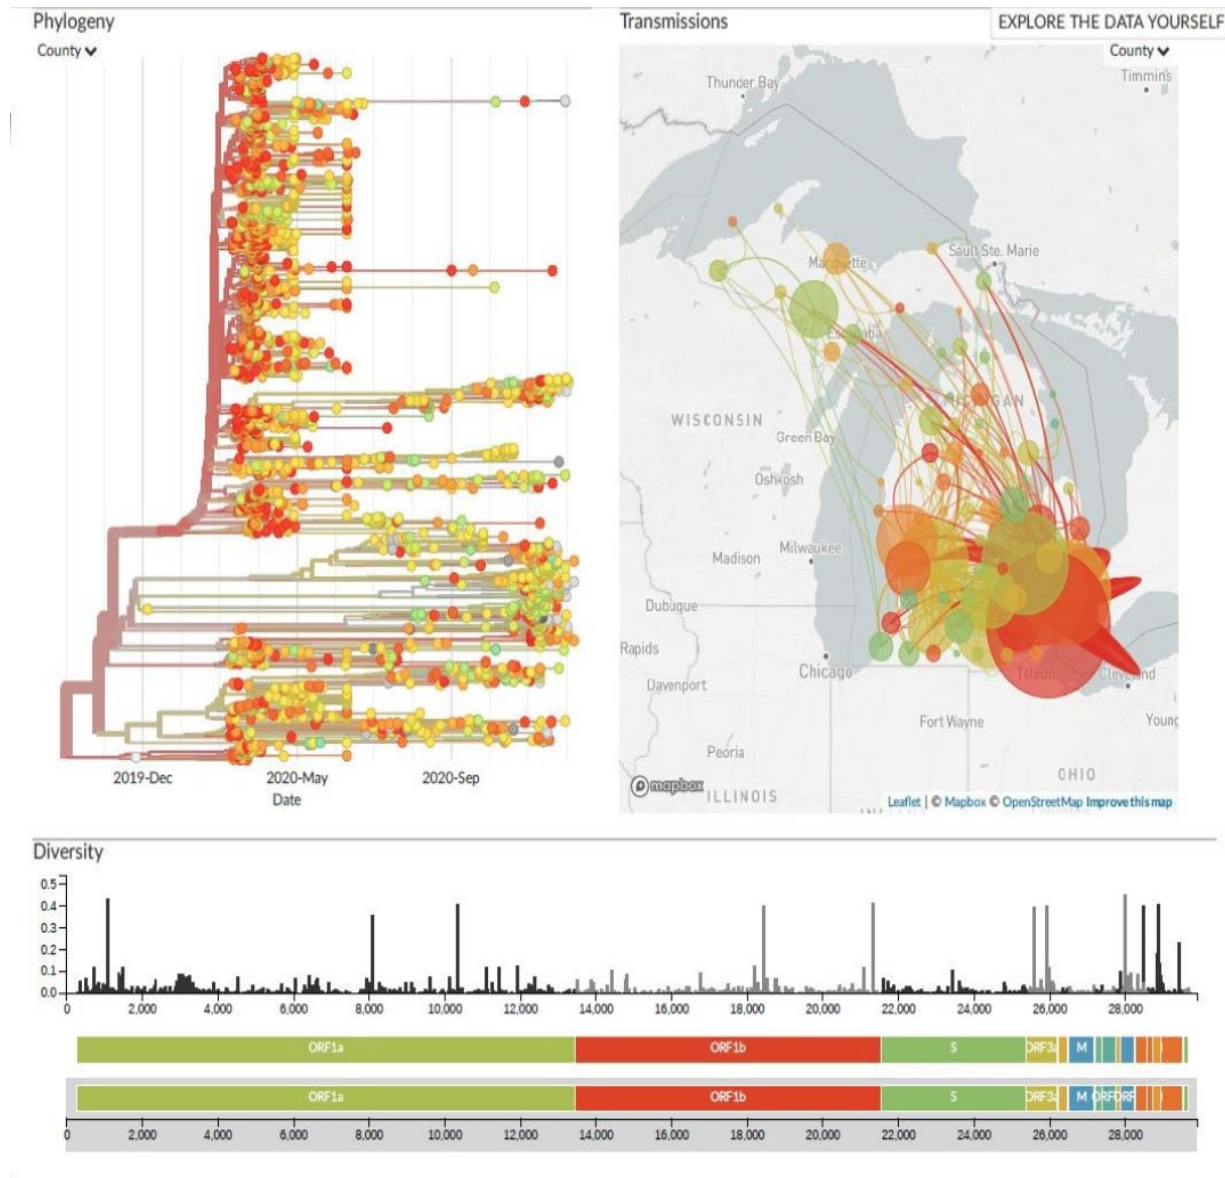 Phylogeny
County
2019-Dec
2020-May
2020-Sep
Date
Transmissions
EXPLORE THE DATA YOURSELF
County
Thunder Bay
Timmins
Sault Ste. Marie
Marquette
Escanaba
MICHIGAN
WISCONSIN
Green Bay
Oshkosh
Milwaukee
Madison
Dubuque
Rapids
Chicago
Toledo
Cleveland
Davenport
Fort Wayne
Young
Peoria
OHIO
mapbox
ILLINOIS
Leaflet | © Mapbox © OpenStreetMap Improve this map
Diversity
0.5
0.4
0.3
0.2
0.1
0.0
0 2,000 4,000 6,000 8,000 10,000 12,000 14,000 16,000 18,000 20,000 22,000 24,000 26,000 28,000
ORF1a ORF1b S ORF3a M
ORF1a ORF1b S ORF3a M ORF ORF
0 2,000 4,000 6,000 8,000 10,000 12,000 14,000 16,000 18,000 20,000 22,000 24,000 26,000 28,000